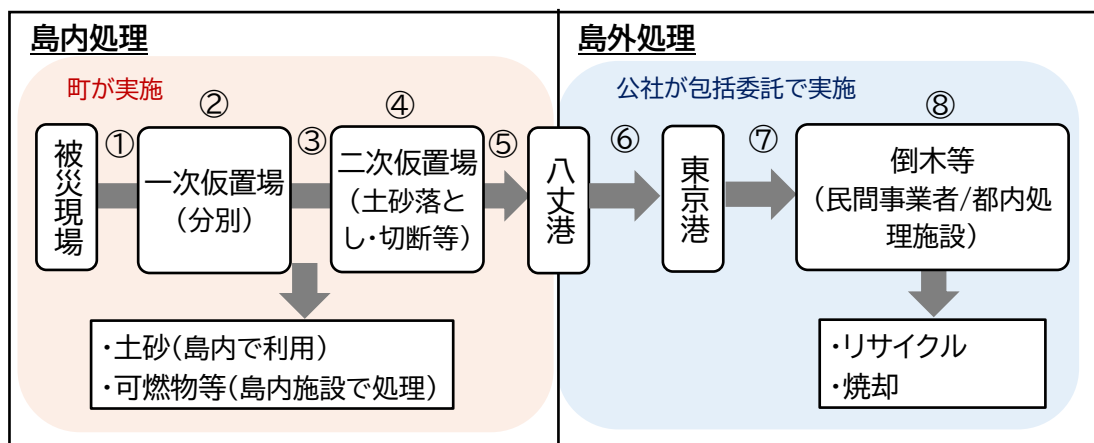 島内処理
町が実施
①
②
③
④
⑤
被災現場
一次仮置場
(分別)
二次仮置場
(土砂落と
し・切断等)
八丈港
・土砂(島内で利用)
・可燃物等(島内施設で処理)
島外処理
公社が包括委託で実施
⑥
⑦
⑧
東京港
倒木等
(民間事業者/都内処
理施設)
・リサイクル
・焼却